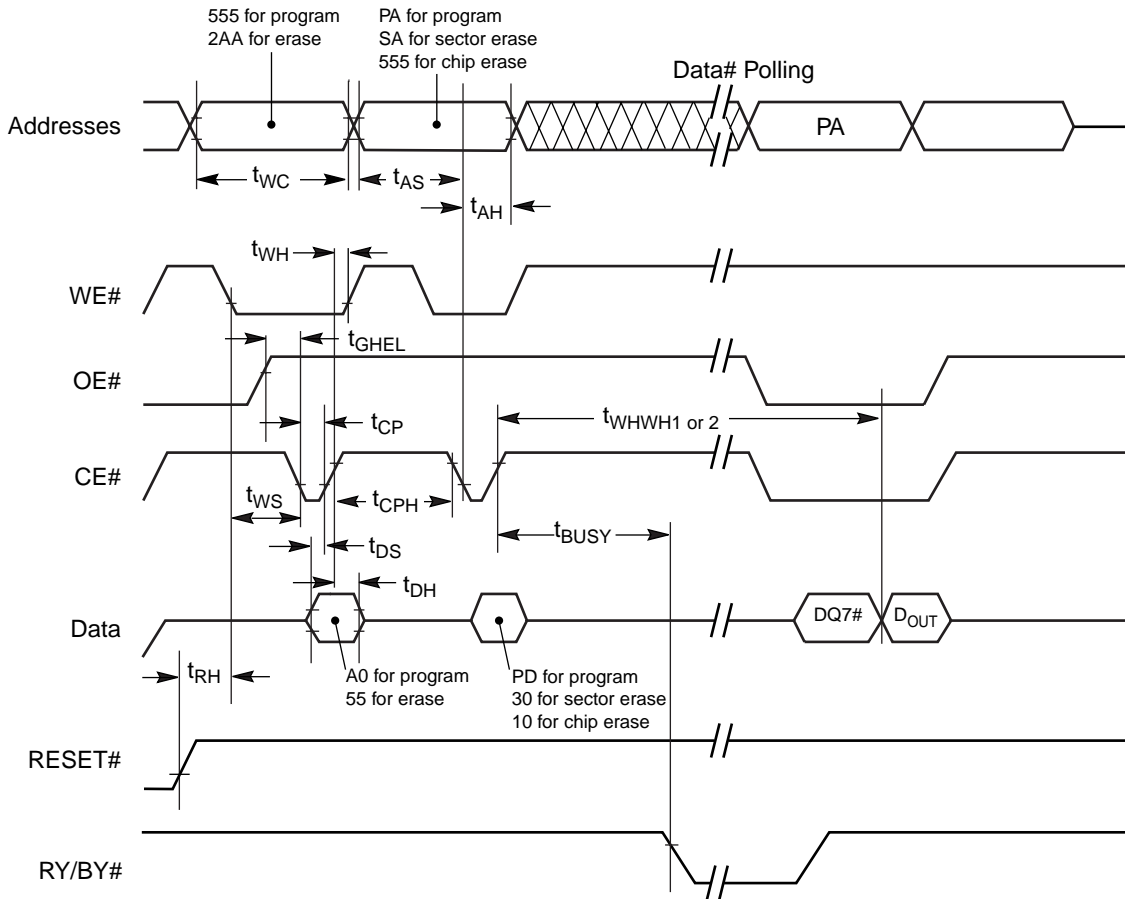 555 for program
2AA for erase
PA for program
SA for sector erase
555 for chip erase
Data# Polling
Addresses
PA
tWC
tAS
tAH
tWH
WE#
tGHEL
OE#
tWHWH1 or 2
tCP
CE#
tWS
tCPH
tBUSY
tDS
tDH
Data
DQ7#
DOUT
tRH
A0 for program
55 for erase
PD for program
30 for sector erase
10 for chip erase
RESET#
RY/BY#